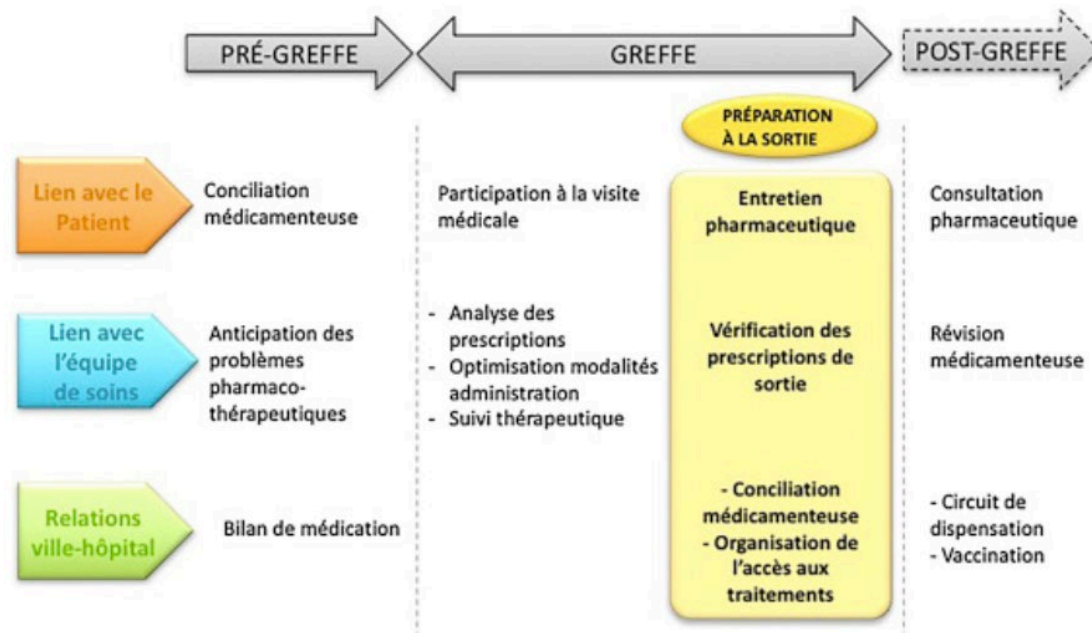 PRÉ-GREFFE
GREFFE
POST-GREFFE
PRÉPARATION
À LA SORTIE
Lien avec le
Patient
Conciliation
médicamenteuse
Participation à la visite
médicale
Entretien
pharmaceutique
Consultation
pharmaceutique
Lien avec
l'équipe
de soins
Anticipation des
problèmes
pharmaco-
thérapeutiques
- Analyse des
prescriptions
- Optimisation modalités
administration
- Suivi thérapeutique
Vérification des
prescriptions de
sortie
Révision
médicamenteuse
Relations
ville-hôpital
Bilan de médication
- Conciliation
médicamenteuse
- Organisation de
l'accès aux
traitements
- Circuit de
dispensation
- Vaccination